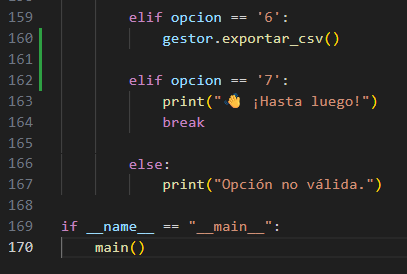 159 elif opcion == '6':
160 gestor.exportar_csv()
161
162 elif opcion == '7':
163 print("👋 ¡Hasta luego!")
164 break
165
166 else:
167 print("Opción no válida.")
168
169 if __name__ == "__main__":
170 main()